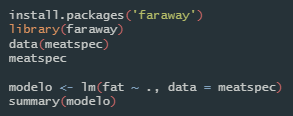 install.packages('faraway')
library(faraway)
data(meatspec)
meatspec
modelo <- lm(fat ~ ., data = meatspec)
summary(modelo)